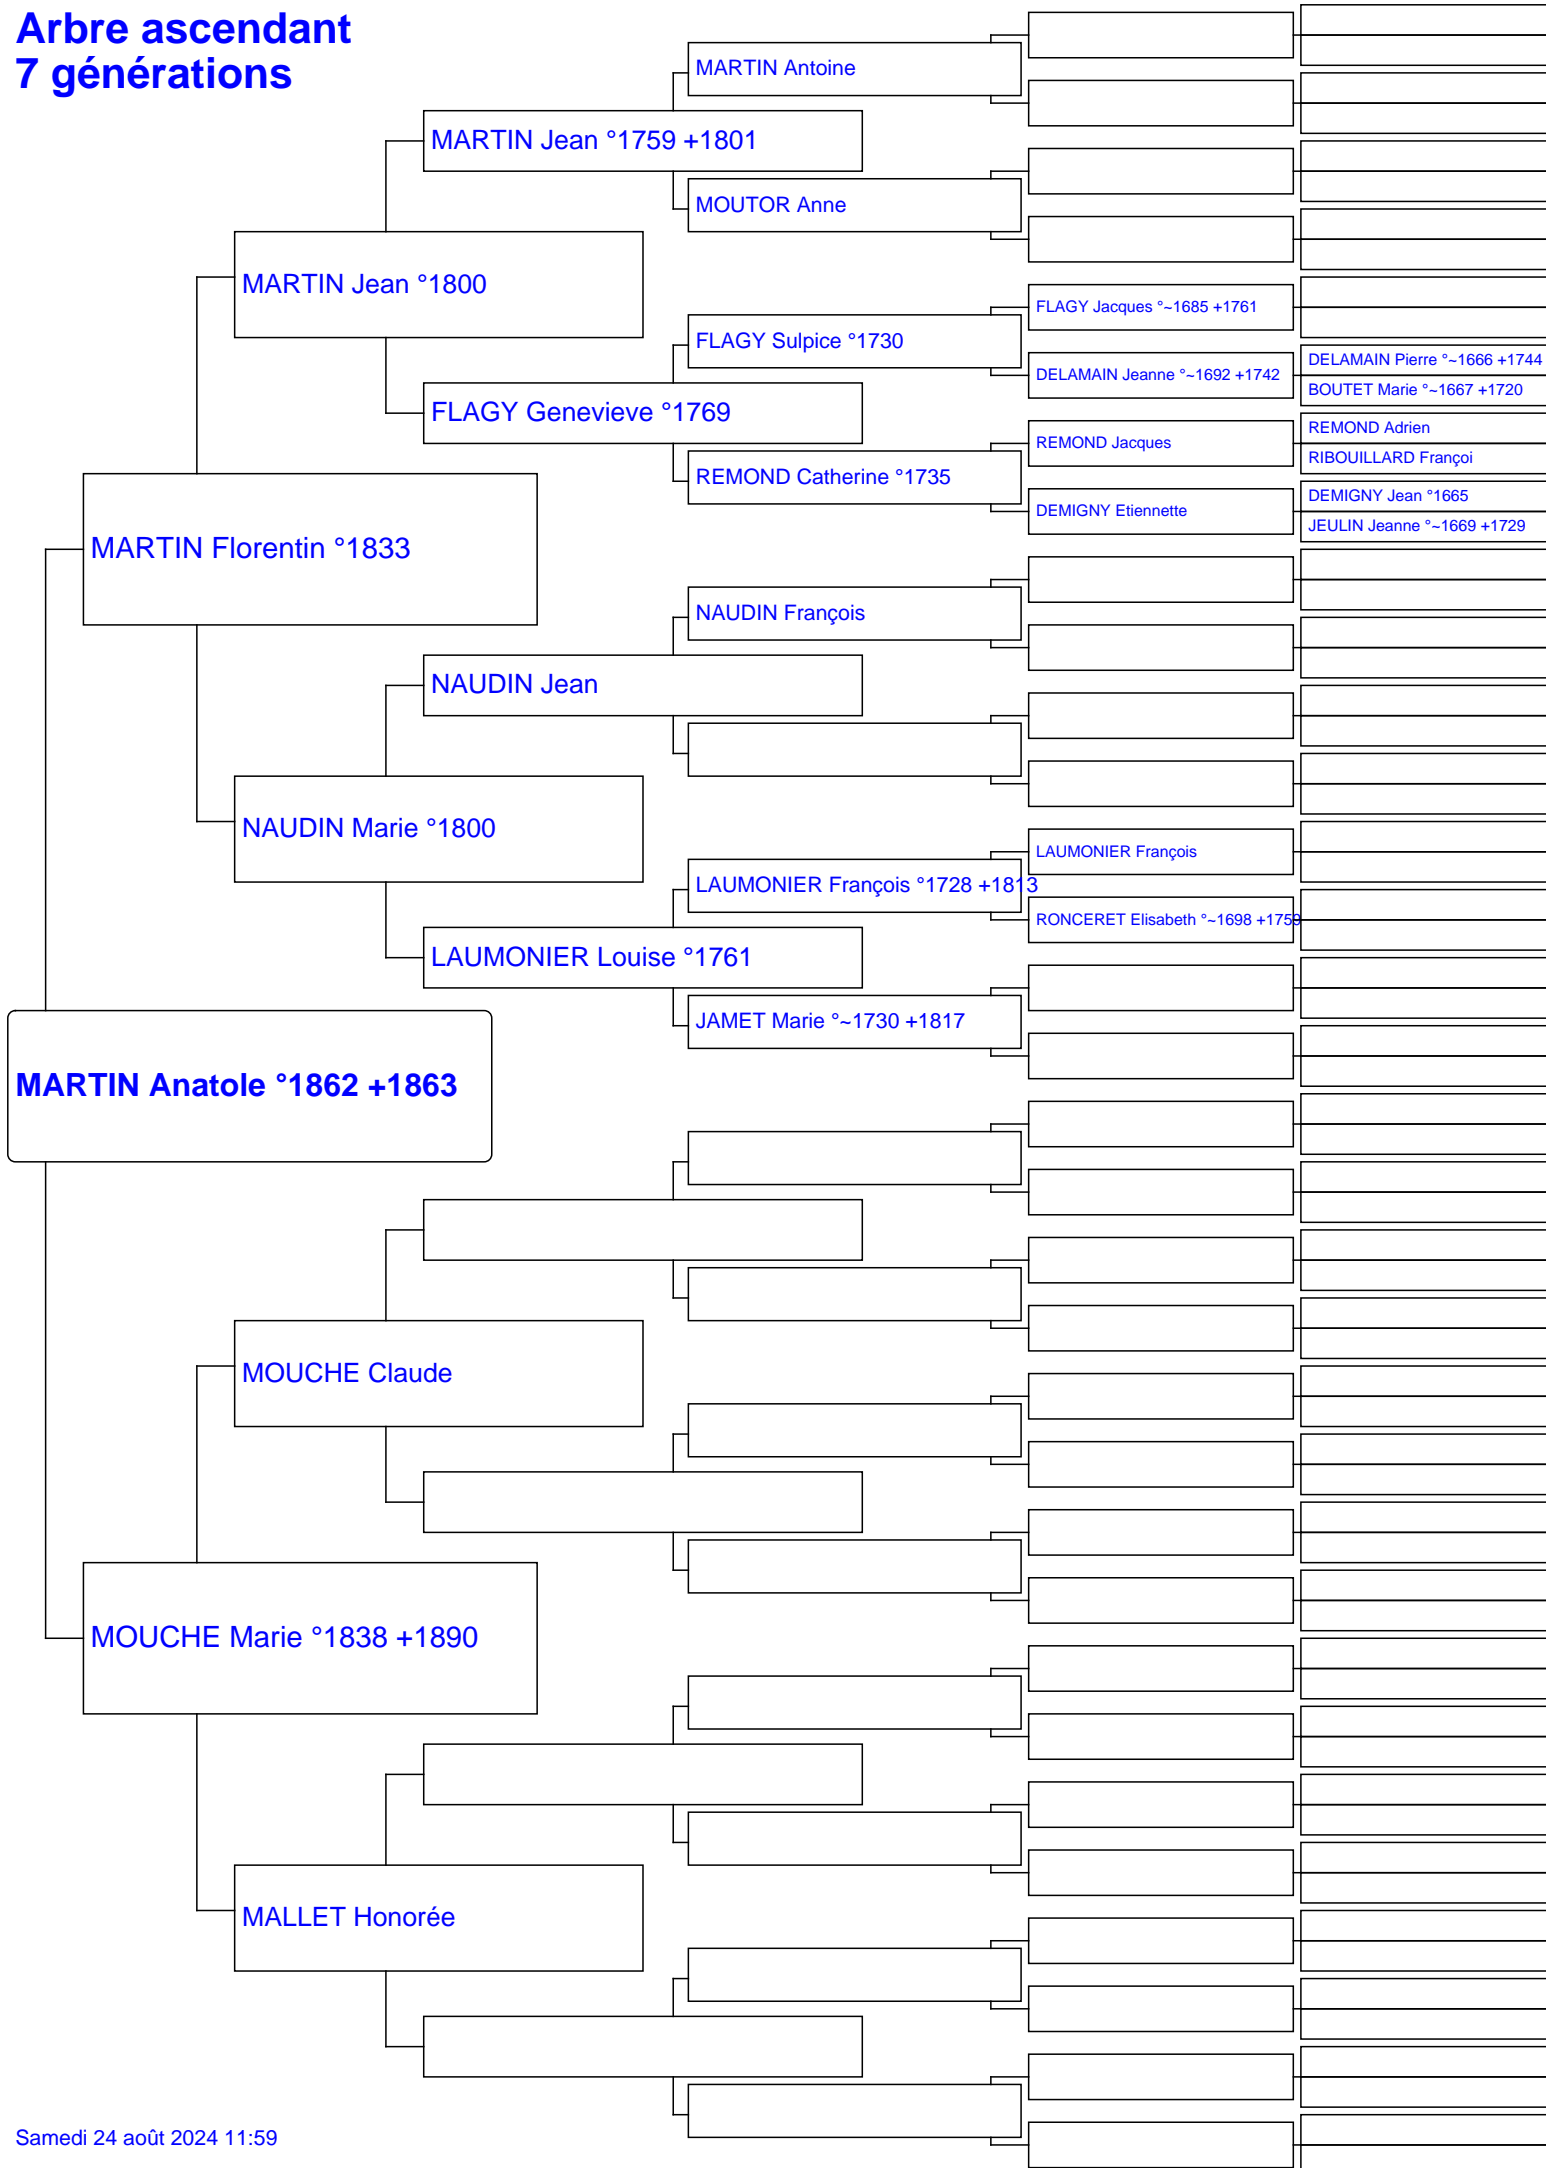 Arbre ascendant
7 générations
MARTIN Antoine
MARTIN Jean °1759 +1801
MOUTOR Anne
MARTIN Jean °1800
FLAGY Jacques °~1685 +1761
FLAGY Sulpice °1730
DELAMAIN Pierre °~1666 +1744
DELAMAIN Jeanne °~1692 +1742
BOUTET Marie °~1667 +1720
FLAGY Genevieve °1769
REMOND Adrien
REMOND Jacques
RIBOUILLARD Françoi
REMOND Catherine °1735
DEMIGNY Jean °1665
DEMIGNY Etiennette
JEULIN Jeanne °~1669 +1729
MARTIN Florentin °1833
NAUDIN François
NAUDIN Jean
NAUDIN Marie °1800
LAUMONIER François
LAUMONIER François °1728 +1813
RONCERET Elisabeth °~1698 +1759
LAUMONIER Louise °1761
JAMET Marie °~1730 +1817
MARTIN Anatole °1862 +1863
MOUCHE Claude
MOUCHE Marie °1838 +1890
MALLET Honorée
Samedi 24 août 2024 11:59